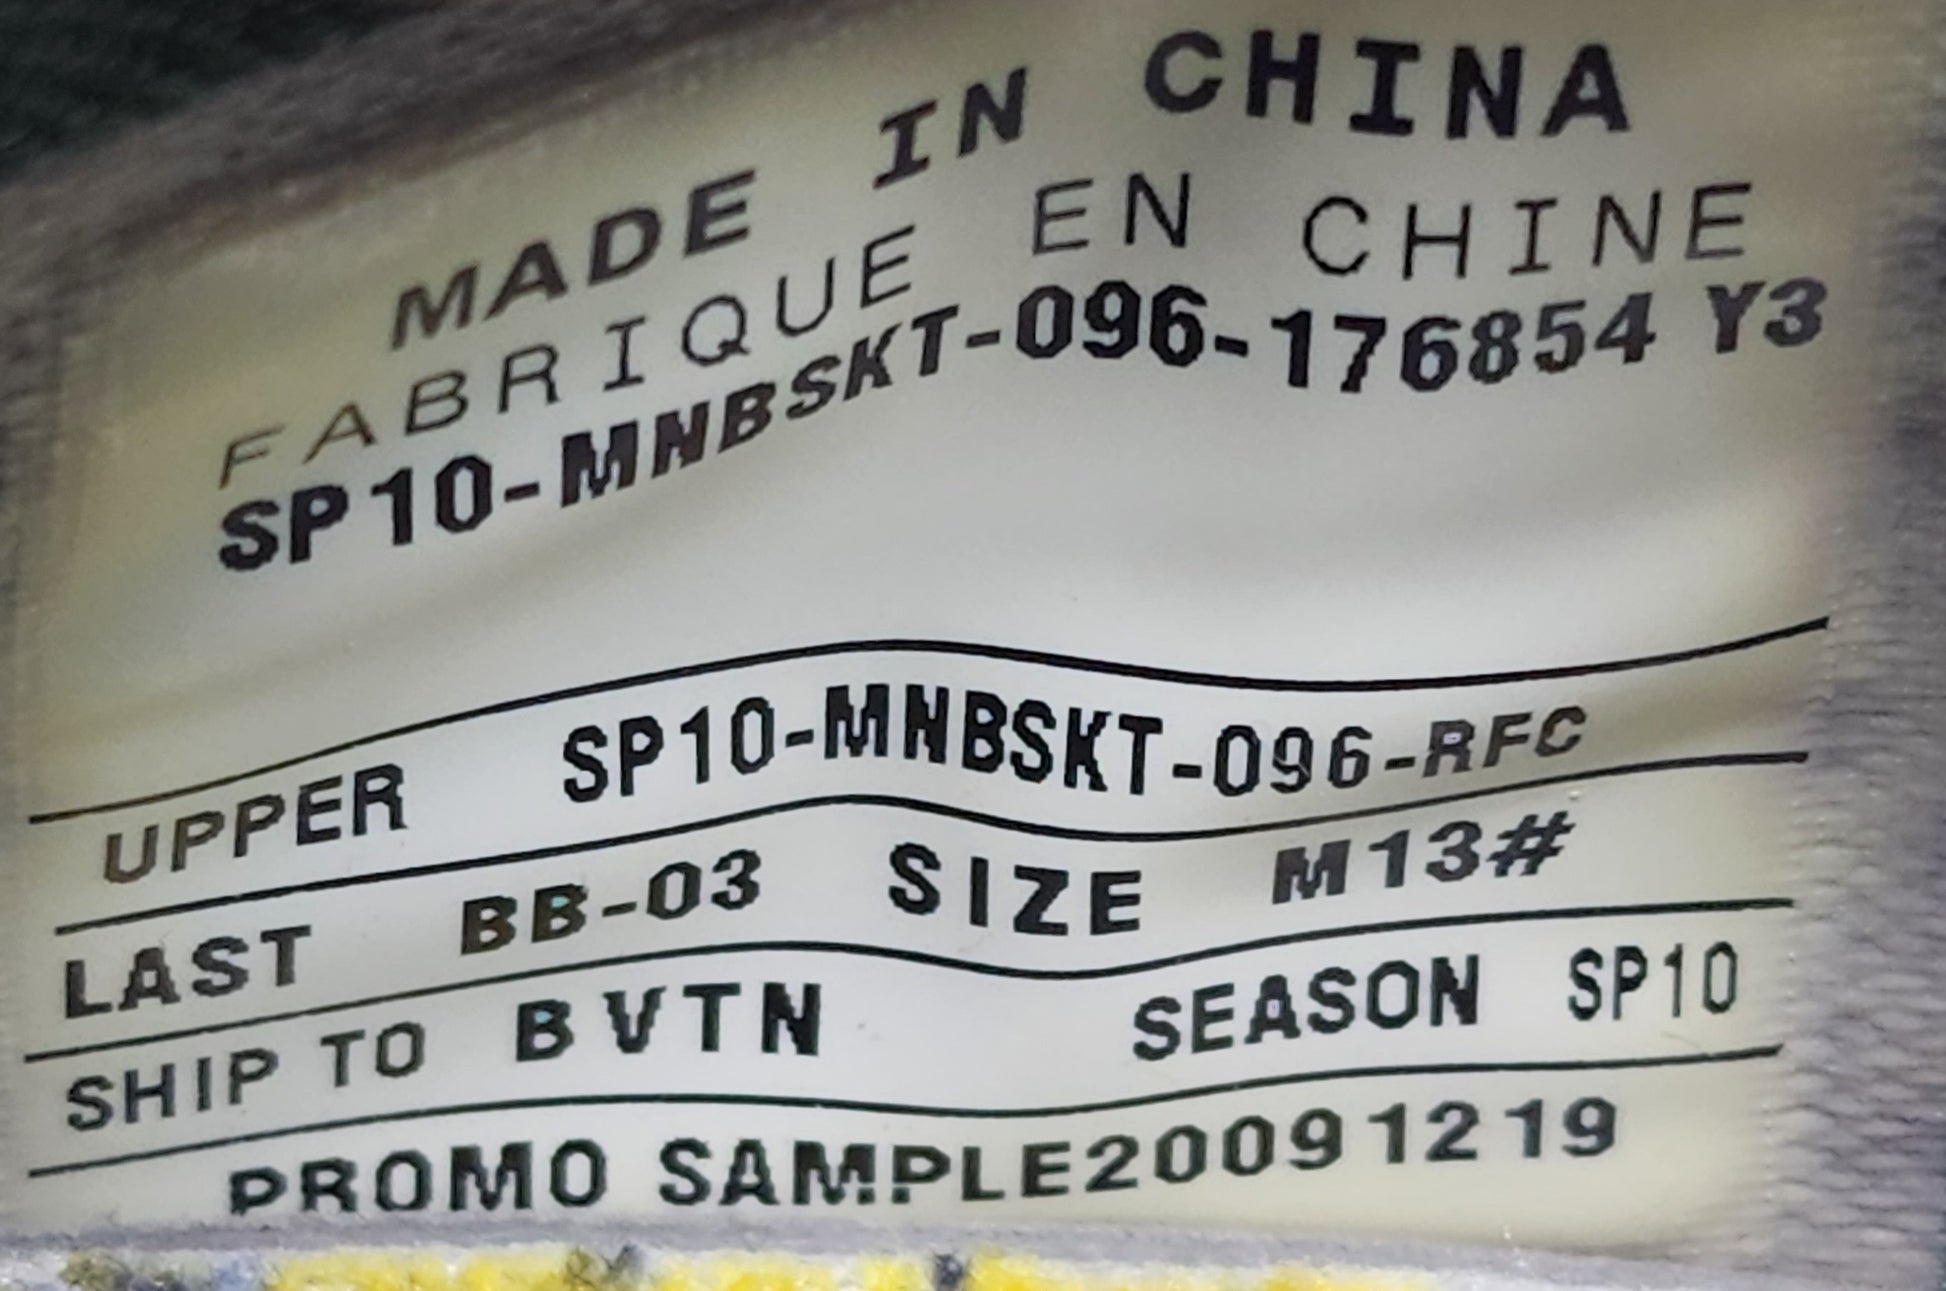 MADE IN CHINA
FABRIQUE EN CHINE
SP10-MNBSKT-096-176854 Y3
UPPER SP10-MNBSKT-096-RFC
LAST BB-03 SIZE M13#
SHIP TO BVTN SEASON SP10
PROMO SAMPLE20091219